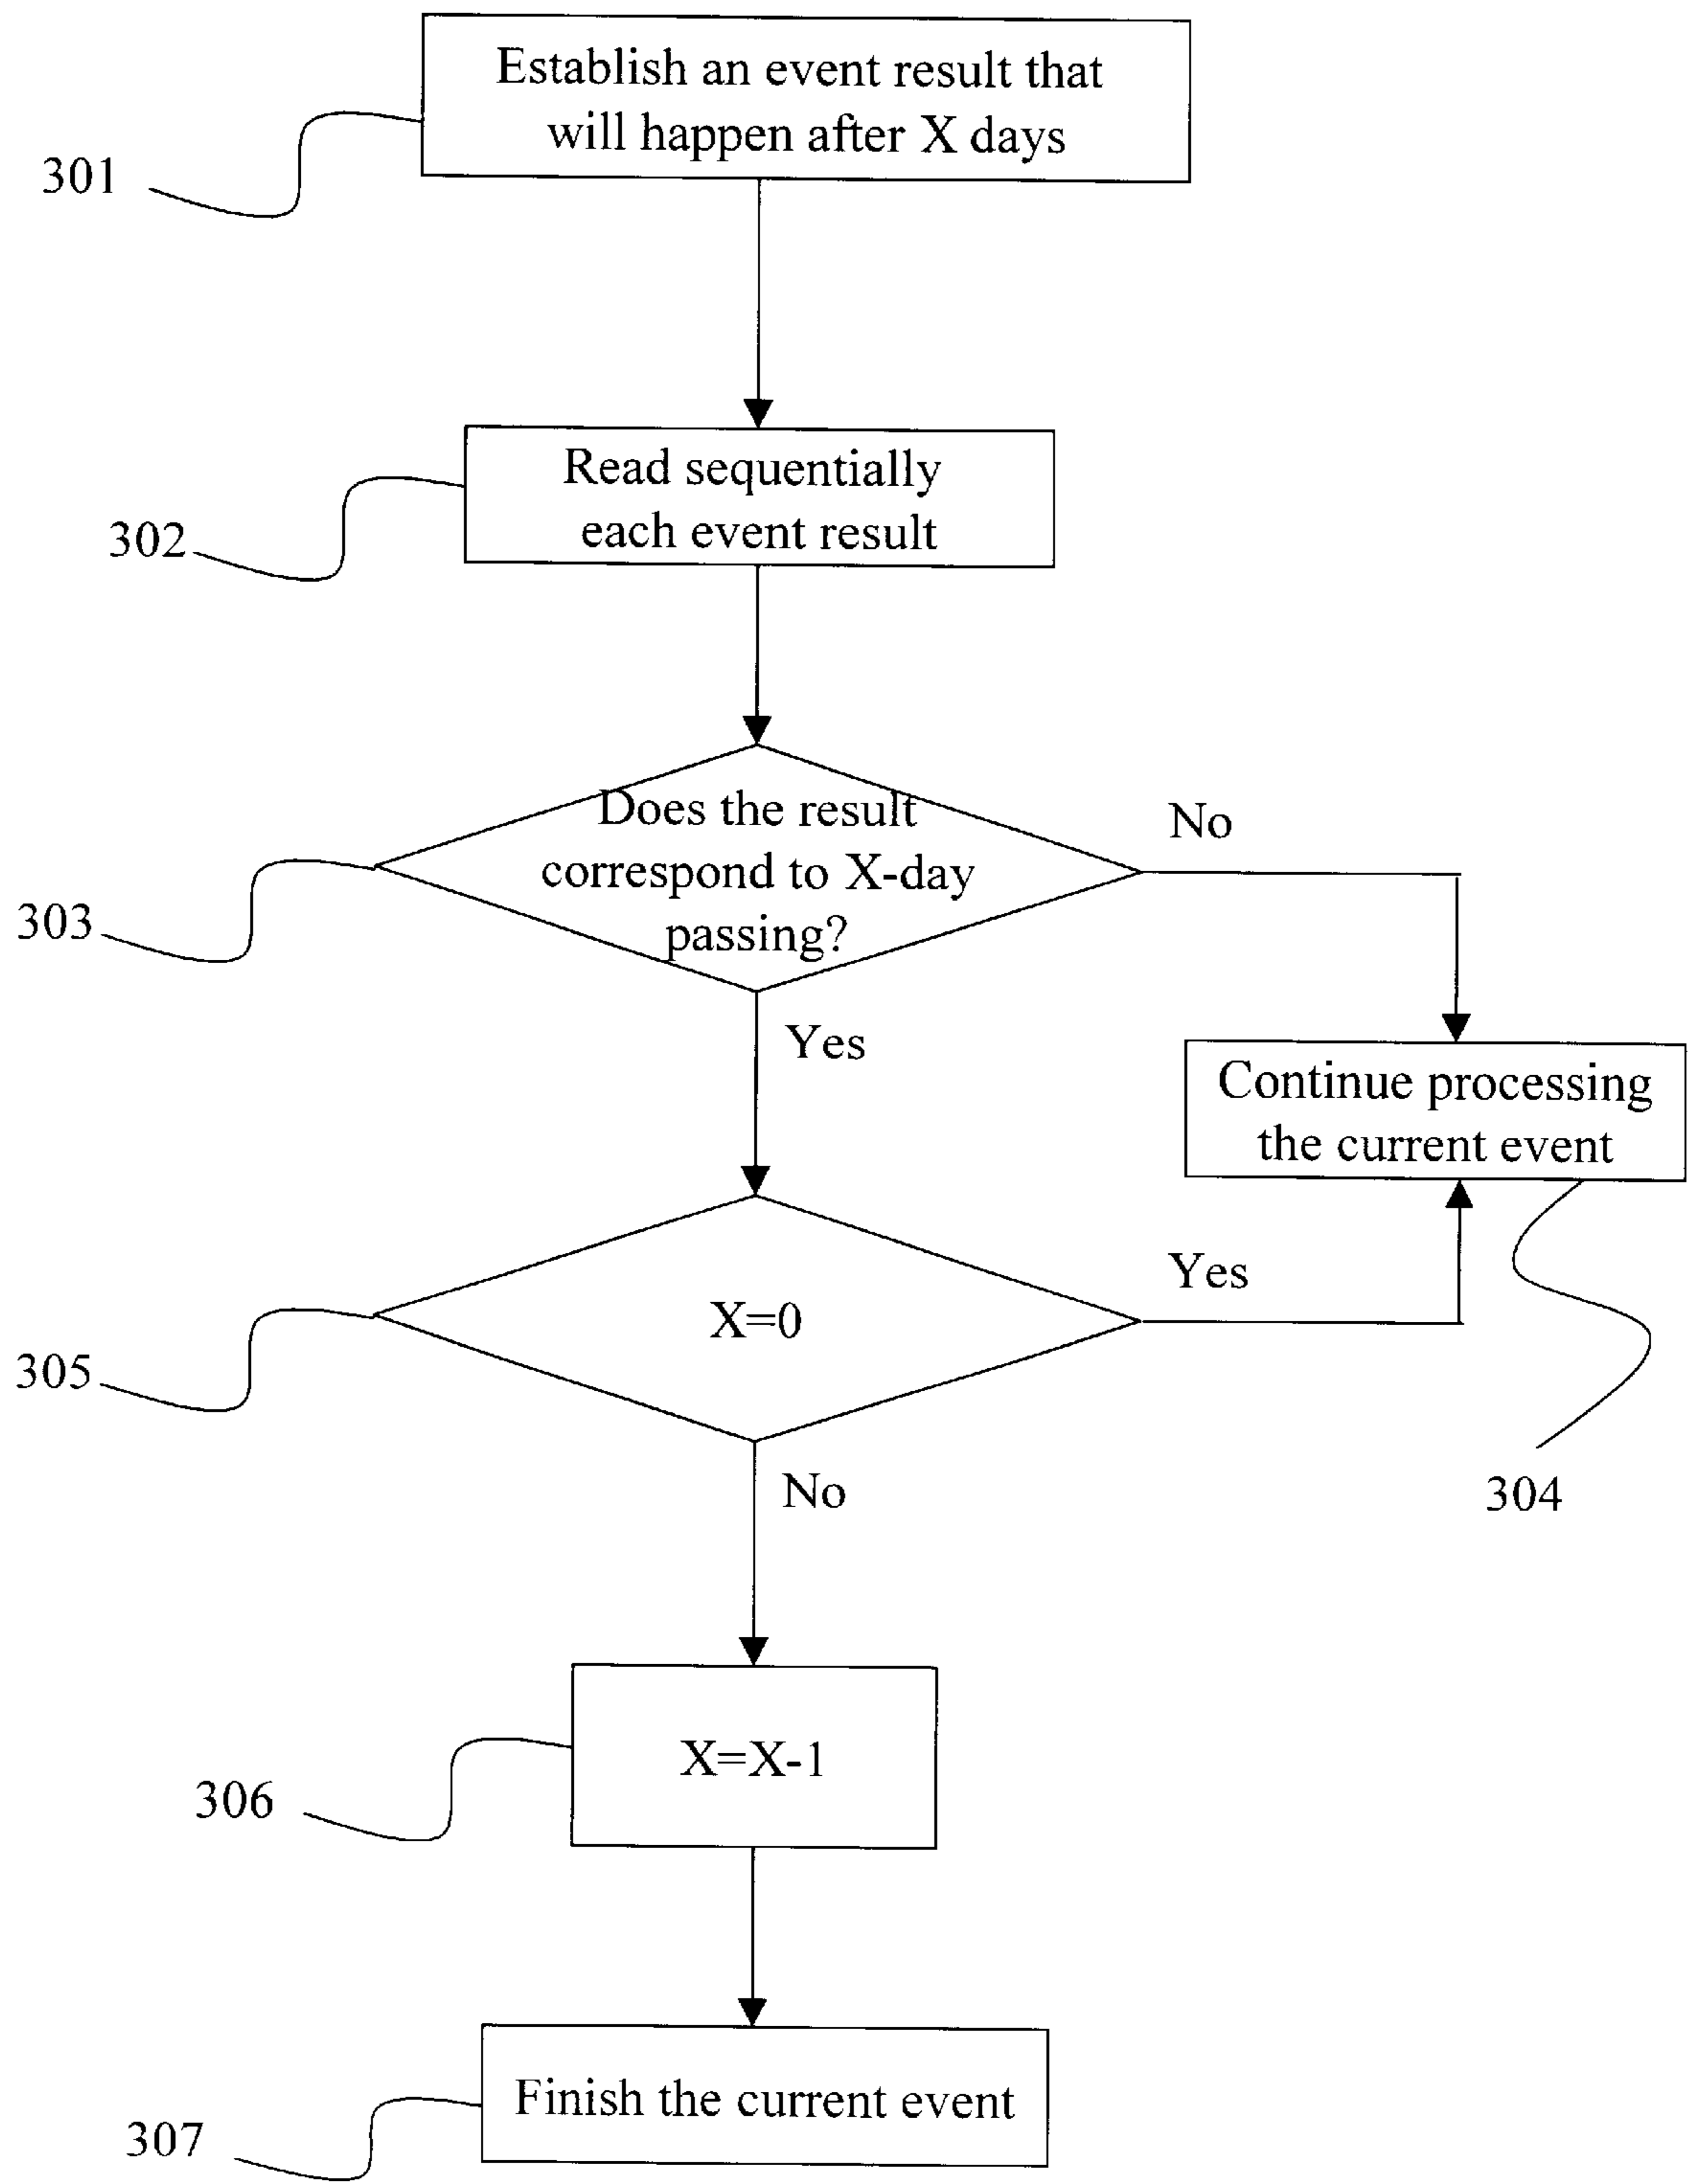 Establish an event result that
will happen after X days
301
Read sequentially
each event result
302
Does the result
correspond to X-day
passing?
No
303
Yes
Continue processing
the current event
X=0
Yes
305
No
304
X=X-1
306
Finish the current event
307